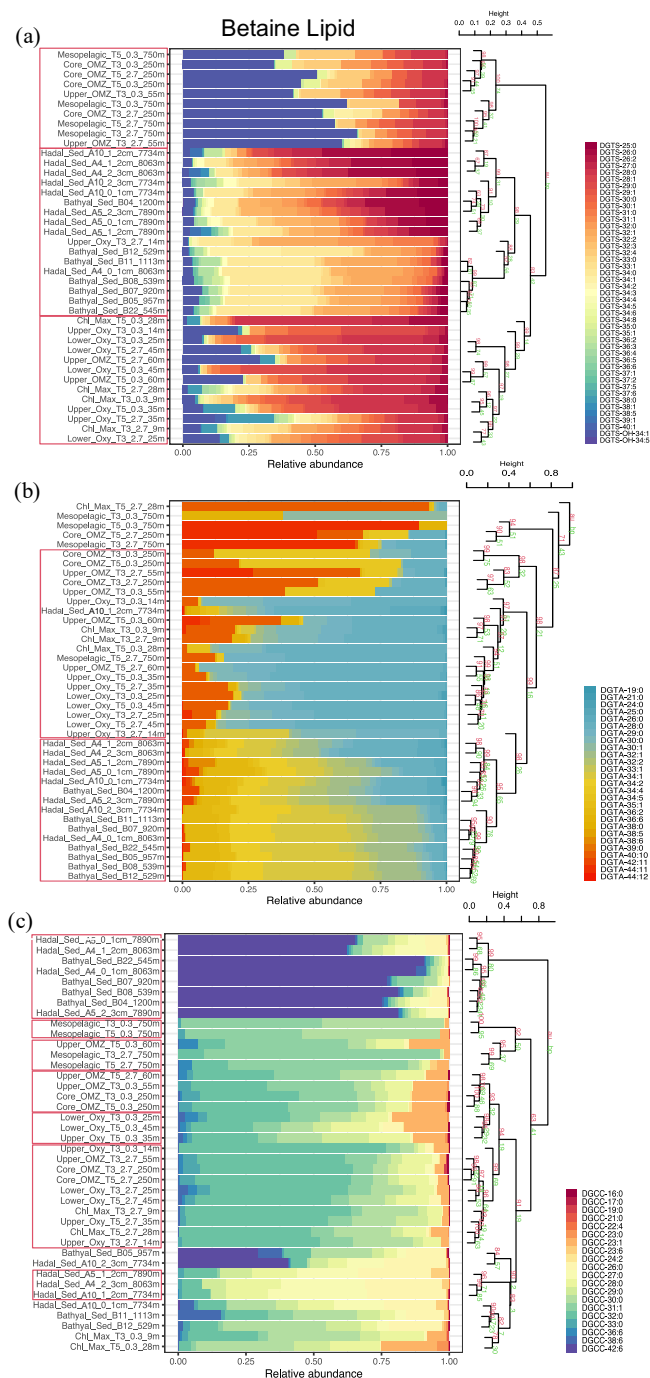 Betaine Lipid
(a)
Height
0.0 0.1 0.2 0.3 0.4 0.5
Mesopelagic_T5_0.3_750m
Core_OMZ_T3_0.3_250m
Core_OMZ_T5_2.7_250m
Core_OMZ_T5_0.3_250m
Upper_OMZ_T3_0.3_55m
Mesopelagic_T3_0.3_750m
Core_OMZ_T3_2.7_250m
Mesopelagic_T5_2.7_750m
Mesopelagic_T3_2.7_750m
Upper_OMZ_T3_2.7_55m
Hadal_Sed_A10_1_2cm_7734m
Hadal_Sed_A4_1_2cm_8063m
Hadal_Sed_A4_2_3cm_8063m
Hadal_Sed_A10_2_3cm_7734m
Hadal_Sed_A10_0_1cm_7734m
Bathyal_Sed_B04_1200m
Hadal_Sed_A5_2_3cm_7890m
Hadal_Sed_A5_0_1cm_7890m
Hadal_Sed_A5_1_2cm_7890m
Upper_Oxy_T3_2.7_14m
Bathyal_Sed_B12_529m
Bathyal_Sed_B11_1113m
Hadal_Sed_A4_0_1cm_8063m
Bathyal_Sed_B08_539m
Bathyal_Sed_B07_920m
Bathyal_Sed_B05_957m
Bathyal_Sed_B22_545m
Chl_Max_T5_0.3_28m
Upper_Oxy_T3_0.3_14m
Lower_Oxy_T3_0.3_25m
Lower_Oxy_T5_2.7_45m
Upper_OMZ_T5_2.7_60m
Lower_Oxy_T5_0.3_45m
Upper_OMZ_T5_0.3_60m
Chl_Max_T5_2.7_28m
Chl_Max_T3_0.3_9m
Upper_Oxy_T5_0.3_35m
Upper_Oxy_T5_2.7_35m
Chl_Max_T3_2.7_9m
Lower_Oxy_T3_2.7_25m
0.00 0.25 0.50 0.75 1.00
Relative abundance
DGTS-25:0
DGTS-26:0
DGTS-26:2
DGTS-27:0
DGTS-28:0
DGTS-28:1
DGTS-29:0
DGTS-29:1
DGTS-30:0
DGTS-30:1
DGTS-31:0
DGTS-31:1
DGTS-32:0
DGTS-32:1
DGTS-32:2
DGTS-32:3
DGTS-32:4
DGTS-33:0
DGTS-33:1
DGTS-34:0
DGTS-34:1
DGTS-34:2
DGTS-34:3
DGTS-34:4
DGTS-34:5
DGTS-34:6
DGTS-34:8
DGTS-35:0
DGTS-35:1
DGTS-36:2
DGTS-36:3
DGTS-36:4
DGTS-36:5
DGTS-36:6
DGTS-37:1
DGTS-37:2
DGTS-37:5
DGTS-38:0
DGTS-38:1
DGTS-38:5
DGTS-39:1
DGTS-40:1
DGTS-OH-34:1
DGTS-OH-34:5
(b)
Height
0.0 0.4 0.8
Chl_Max_T5_2.7_28m
Mesopelagic_T3_0.3_750m
Mesopelagic_T5_0.3_750m
Core_OMZ_T5_2.7_250m
Mesopelagic_T3_2.7_750m
Core_OMZ_T3_0.3_250m
Core_OMZ_T5_0.3_250m
Upper_OMZ_T3_2.7_55m
Core_OMZ_T3_2.7_250m
Upper_OMZ_T3_0.3_55m
Upper_Oxy_T3_0.3_14m
Hadal_Sed_A10_1_2cm_7734m
Upper_OMZ_T5_0.3_60m
Chl_Max_T3_0.3_9m
Chl_Max_T3_2.7_9m
Chl_Max_T5_0.3_28m
Mesopelagic_T5_2.7_750m
Upper_OMZ_T5_2.7_60m
Upper_Oxy_T5_0.3_35m
Upper_Oxy_T5_2.7_35m
Lower_Oxy_T3_0.3_25m
Lower_Oxy_T5_0.3_45m
Lower_Oxy_T3_2.7_25m
Lower_Oxy_T5_2.7_45m
Upper_Oxy_T3_2.7_14m
Hadal_Sed_A4_1_2cm_8063m
Hadal_Sed_A4_2_3cm_8063m
Hadal_Sed_A5_1_2cm_7890m
Hadal_Sed_A5_0_1cm_7890m
Hadal_Sed_A10_0_1cm_7734m
Bathyal_Sed_B04_1200m
Hadal_Sed_A5_2_3cm_7890m
Hadal_Sed_A10_2_3cm_7734m
Bathyal_Sed_B11_1113m
Bathyal_Sed_B07_920m
Hadal_Sed_A4_0_1cm_8063m
Bathyal_Sed_B22_545m
Bathyal_Sed_B05_957m
Bathyal_Sed_B08_539m
Bathyal_Sed_B12_529m
0.00 0.25 0.50 0.75 1.00
Relative abundance
DGTA-19:0
DGTA-21:0
DGTA-24:0
DGTA-25:0
DGTA-26:0
DGTA-28:0
DGTA-29:0
DGTA-30:0
DGTA-30:1
DGTA-32:1
DGTA-32:2
DGTA-33:1
DGTA-34:1
DGTA-34:2
DGTA-34:4
DGTA-34:5
DGTA-35:1
DGTA-36:2
DGTA-36:6
DGTA-38:0
DGTA-38:5
DGTA-38:6
DGTA-39:0
DGTA-40:10
DGTA-42:11
DGTA-44:11
DGTA-44:12
(c)
Height
0.0 0.4 0.8
Hadal_Sed_A5_0_1cm_7890m
Hadal_Sed_A4_1_2cm_8063m
Bathyal_Sed_B22_545m
Hadal_Sed_A4_0_1cm_8063m
Bathyal_Sed_B07_920m
Bathyal_Sed_B08_539m
Bathyal_Sed_B04_1200m
Hadal_Sed_A5_2_3cm_7890m
Mesopelagic_T3_0.3_750m
Mesopelagic_T5_0.3_750m
Upper_OMZ_T5_0.3_60m
Mesopelagic_T3_2.7_750m
Mesopelagic_T5_2.7_750m
Upper_OMZ_T5_2.7_60m
Upper_OMZ_T3_0.3_55m
Core_OMZ_T3_0.3_250m
Core_OMZ_T5_0.3_250m
Lower_Oxy_T3_0.3_25m
Lower_Oxy_T5_0.3_45m
Upper_Oxy_T5_0.3_35m
Upper_Oxy_T3_0.3_14m
Upper_OMZ_T3_2.7_55m
Core_OMZ_T3_2.7_250m
Core_OMZ_T5_2.7_250m
Lower_Oxy_T3_2.7_25m
Lower_Oxy_T5_2.7_45m
Chl_Max_T3_2.7_9m
Upper_Oxy_T5_2.7_35m
Chl_Max_T5_2.7_28m
Upper_Oxy_T3_2.7_14m
Bathyal_Sed_B05_957m
Hadal_Sed_A10_2_3cm_7734m
Hadal_Sed_A5_1_2cm_7890m
Hadal_Sed_A4_2_3cm_8063m
Hadal_Sed_A10_1_2cm_7734m
Hadal_Sed_A10_0_1cm_7734m
Bathyal_Sed_B11_1113m
Bathyal_Sed_B12_529m
Chl_Max_T3_0.3_9m
Chl_Max_T5_0.3_28m
0.00 0.25 0.50 0.75 1.00
Relative abundance
DGCC-16:0
DGCC-17:0
DGCC-19:0
DGCC-21:0
DGCC-22:4
DGCC-23:0
DGCC-23:1
DGCC-23:6
DGCC-24:2
DGCC-26:0
DGCC-27:0
DGCC-28:0
DGCC-29:0
DGCC-30:0
DGCC-31:1
DGCC-32:0
DGCC-33:0
DGCC-36:6
DGCC-38:6
DGCC-42:6